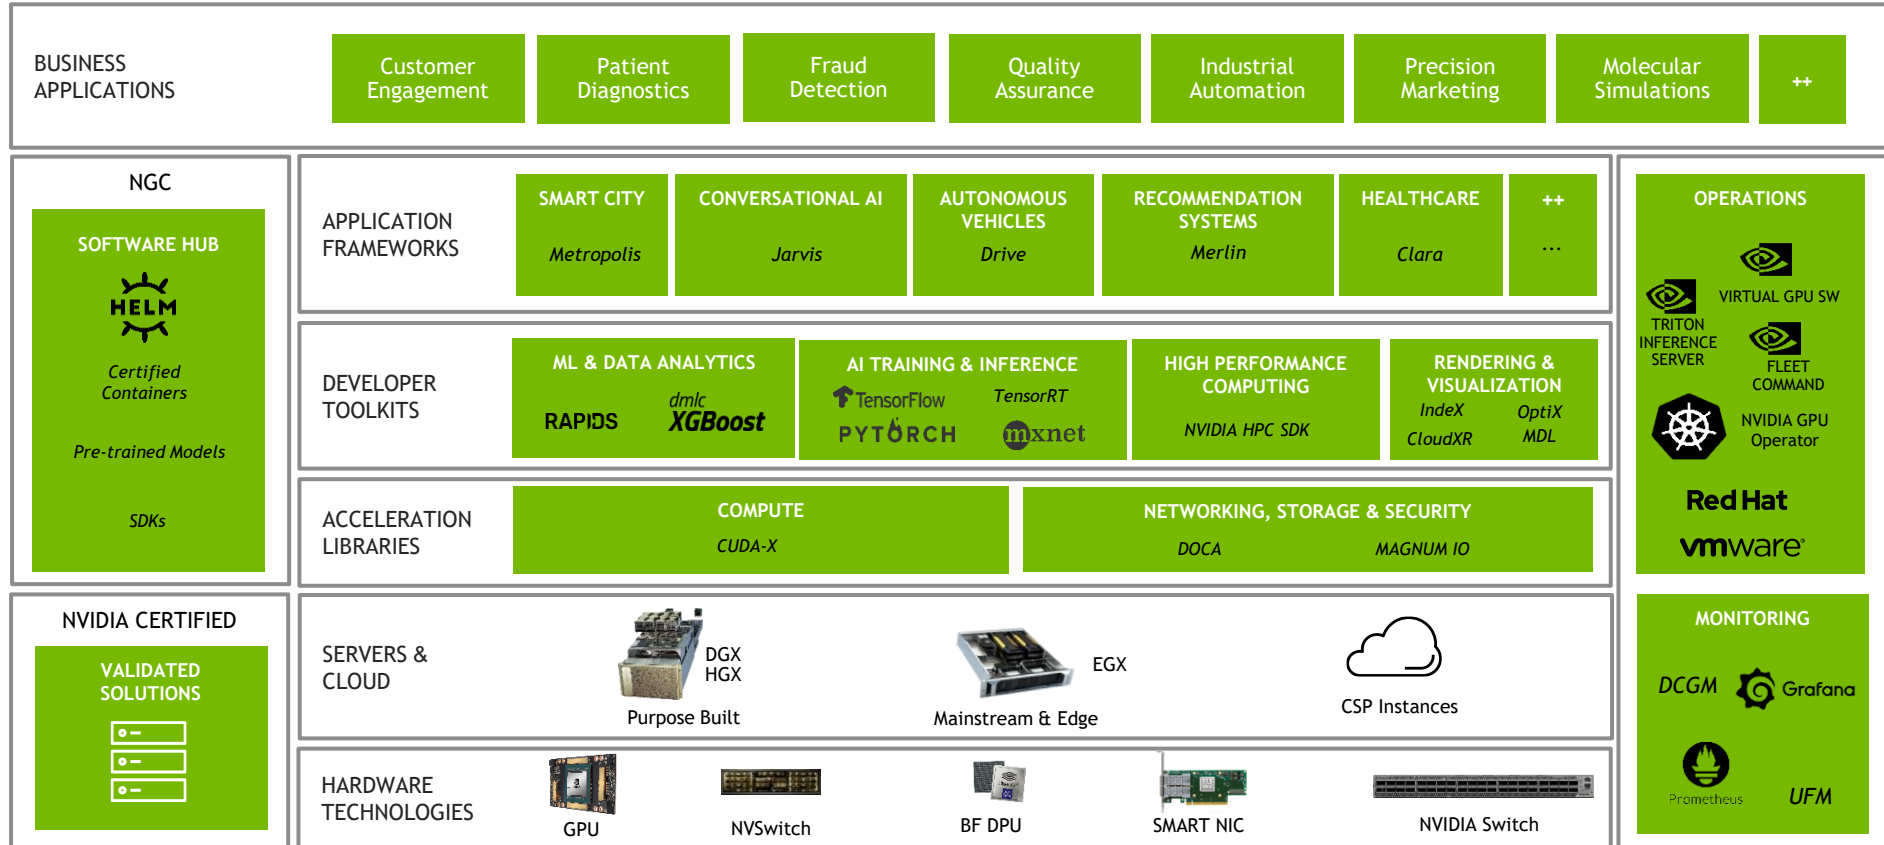 BUSINESS
APPLICATIONS
Customer
Engagement
Patient
Diagnostics
Fraud
Detection
Quality
Assurance
Industrial
Automation
Precision
Marketing
Molecular
Simulations
++
NGC
SOFTWARE HUB
HELM
Certified
Containers
Pre-trained Models
SDKs
APPLICATION
FRAMEWORKS
SMART CITY
Metropolis
CONVERSATIONAL AI
Jarvis
AUTONOMOUS
VEHICLES
Drive
RECOMMENDATION
SYSTEMS
Merlin
HEALTHCARE
Clara
++
...
DEVELOPER
TOOLKITS
ML & DATA ANALYTICS
RAPIDS
dmlc
XGBoost
AI TRAINING & INFERENCE
TensorFlow
TensorRT
PYTORCH
mxnet
HIGH PERFORMANCE
COMPUTING
NVIDIA HPC SDK
RENDERING &
VISUALIZATION
IndeX
OptiX
CloudXR
MDL
ACCELERATION
LIBRARIES
COMPUTE
CUDA-X
NETWORKING, STORAGE & SECURITY
DOCA
MAGNUM IO
OPERATIONS
VIRTUAL GPU SW
TRITON
INFERENCE
SERVER
FLEET
COMMAND
NVIDIA GPU
Operator
Red Hat
vmware®
NVIDIA CERTIFIED
VALIDATED
SOLUTIONS
SERVERS &
CLOUD
DGX
HGX
Purpose Built
EGX
Mainstream & Edge
CSP Instances
HARDWARE
TECHNOLOGIES
GPU
NVSwitch
BF DPU
SMART NIC
NVIDIA Switch
MONITORING
DCGM
Grafana
Prometheus
UFM